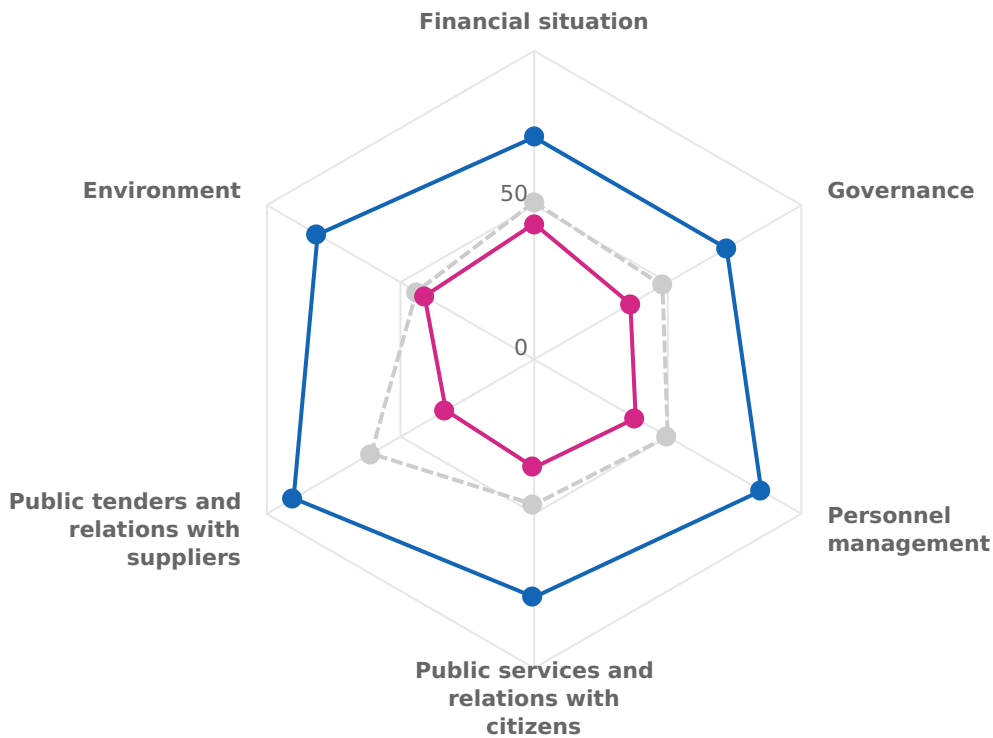 Financial situation
Environment
50
Governance
0
Public tenders and
relations with
suppliers
Personnel
management
Public services and
relations with
citizens